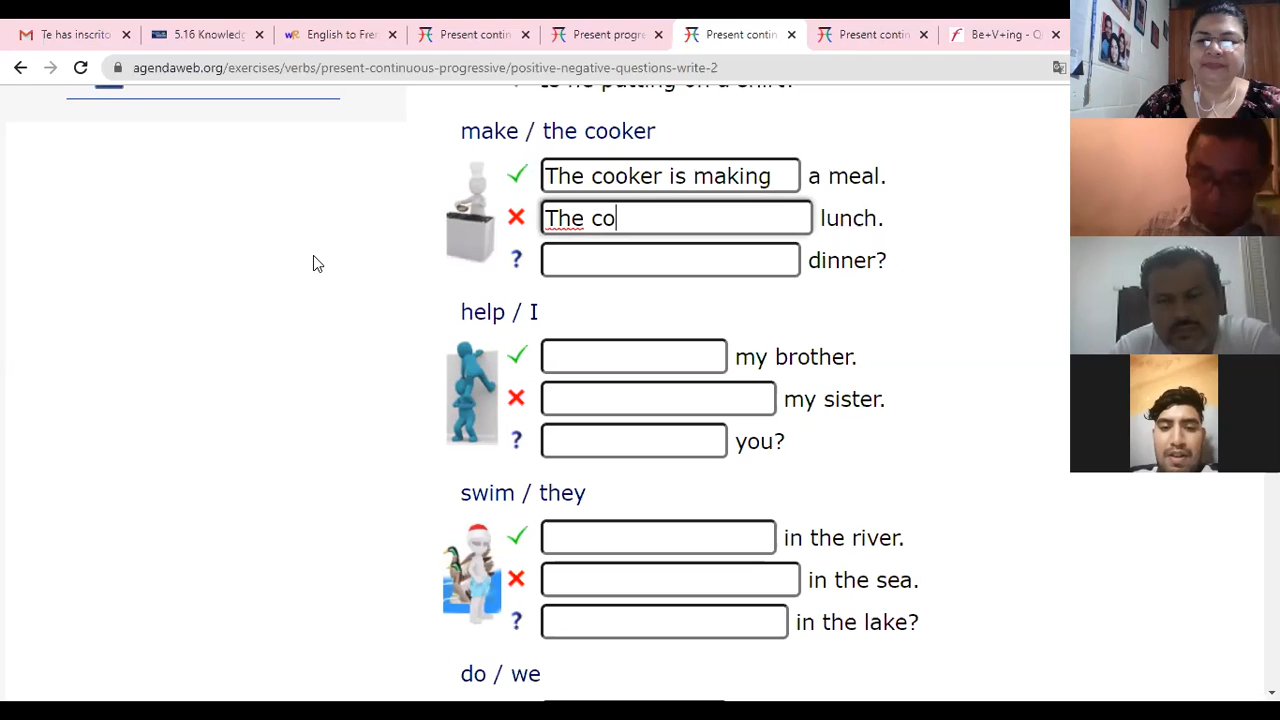 Te has inscrito
5.16 Knowledg
English to Fre
Present contin
Present progre
Present contin
Present contin
Be+V+ing - Q
agendaweb.org/exercises/verbs/present-continuous-progressive/positive-negative-questions-write-2
make / the cooker
The cooker is making a meal.
The co lunch.
dinner?
help / I
my brother.
my sister.
you?
swim / they
in the river.
in the sea.
in the lake?
do / we